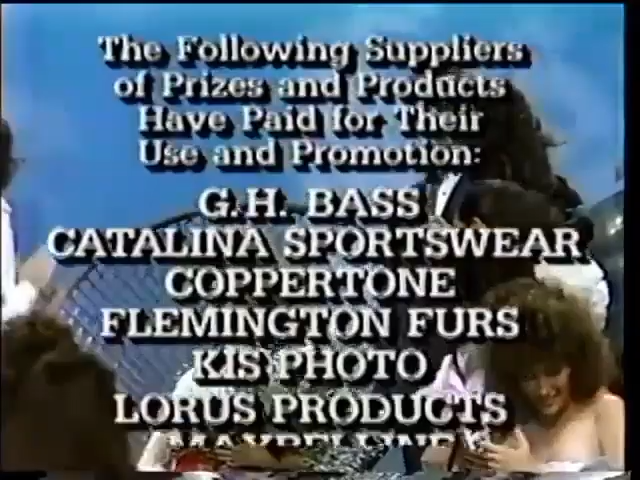 The Following Suppliers
of Prizes and Products
Have Paid for Their
Use and Promotion:
G.H. BASS
CATALINA SPORTSWEAR
COPPERTONE
FLEMINGTON FURS
KIS PHOTO
LORUS PRODUCTS